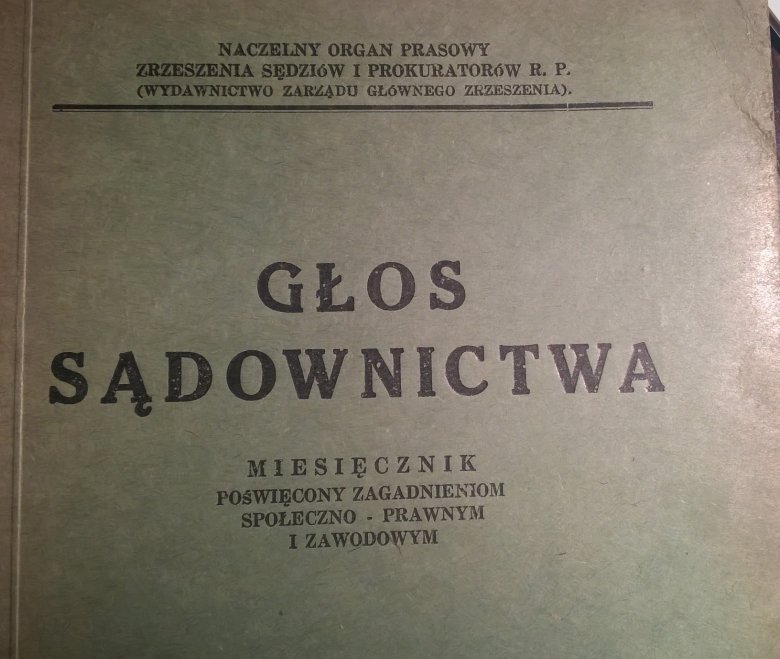 NACZELNY ORGAN PRASOWY
ZRZESZENIA SĘDZIÓW I PROKURATORÓW R. P.
(WYDAWNICTWO ZARZĄDU GŁÓWNEGO ZRZESZENIA).
GŁOS
SĄDOWNICTWA
MIESIĘCZNIK
POŚWIĘCONY ZAGADNIENIOM
SPOŁECZNO - PRAWNYM
I ZAWODOWYM